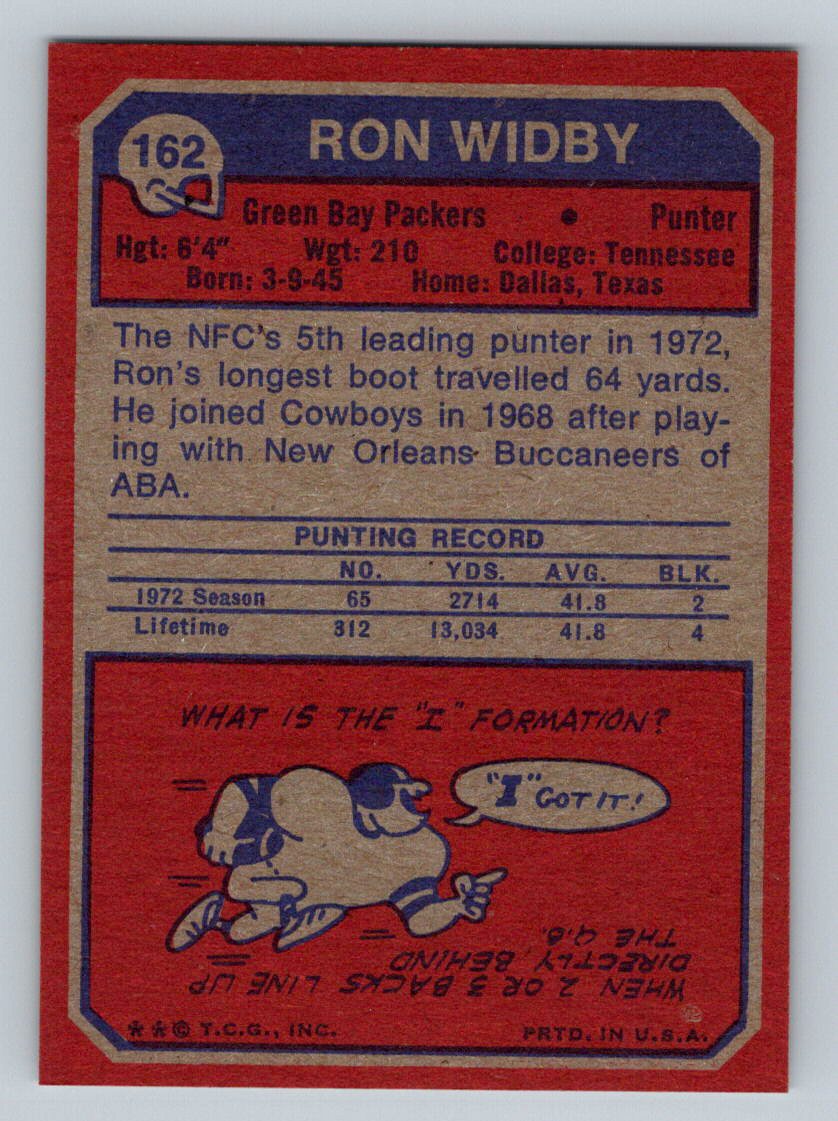 162
RON WIDBY
Green Bay Packers • Punter
Hgt: 6'4" Wgt: 210 College: Tennessee
Born: 3-9-45 Home: Dallas, Texas
The NFC's 5th leading punter in 1972,
Ron's longest boot travelled 64 yards.
He joined Cowboys in 1968 after play-
ing with New Orleans Buccaneers of
ABA.
PUNTING RECORD
NO. YDS. AVG. BLK.
1972 Season 65 2714 41.8 2
Lifetime 312 13,034 41.8 4
WHAT IS THE "I" FORMATION?
"I" GOT IT!
WHEN 2 OR 3 BACKS LINE UP
DIRECTLY BEHIND
THE Q.B.
**© T.C.G., INC. PRTD. IN U.S.A.